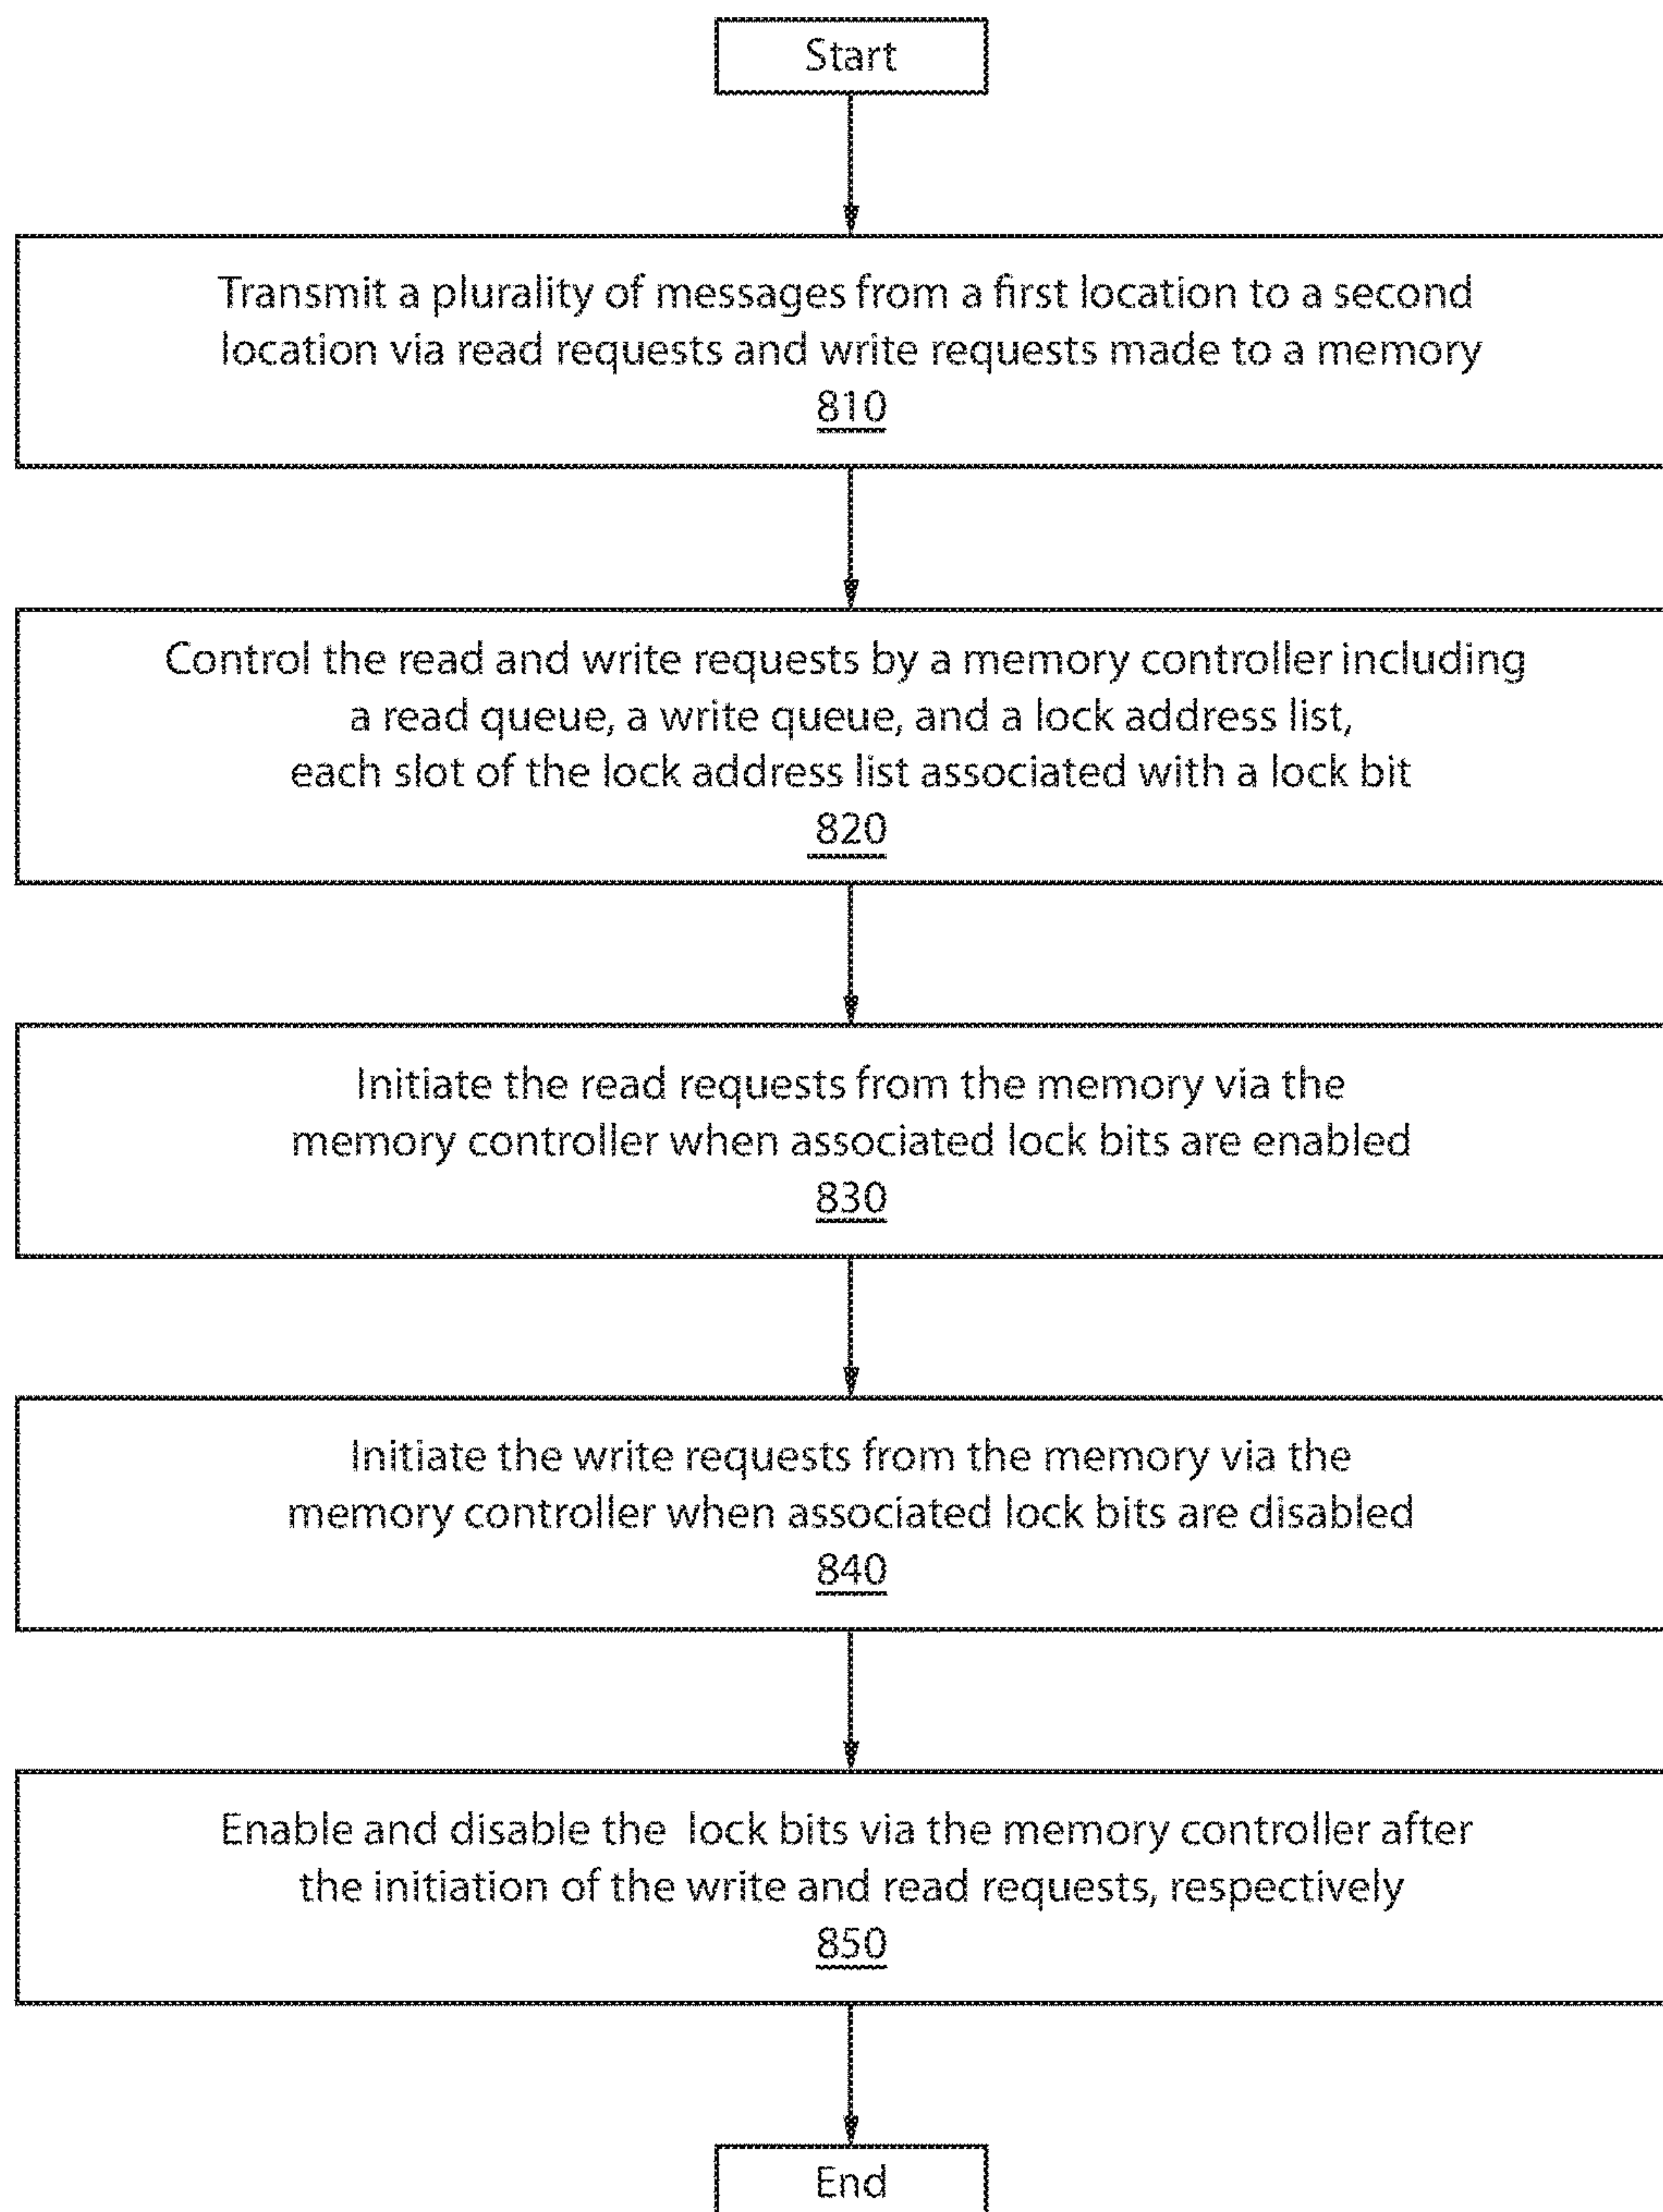 Start
Transmit a plurality of messages from a first location to a second
location via read requests and write requests made to a memory
810
Control the read and write requests by a memory controller including
a read queue, a write queue, and a lock address list,
each slot of the lock address list associated with a lock bit
820
Initiate the read requests from the memory via the
memory controller when associated lock bits are enabled
830
Initiate the write requests from the memory via the
memory controller when associated lock bits are disabled
840
Enable and disable the lock bits via the memory controller after
the initiation of the write and read requests, respectively
850
End